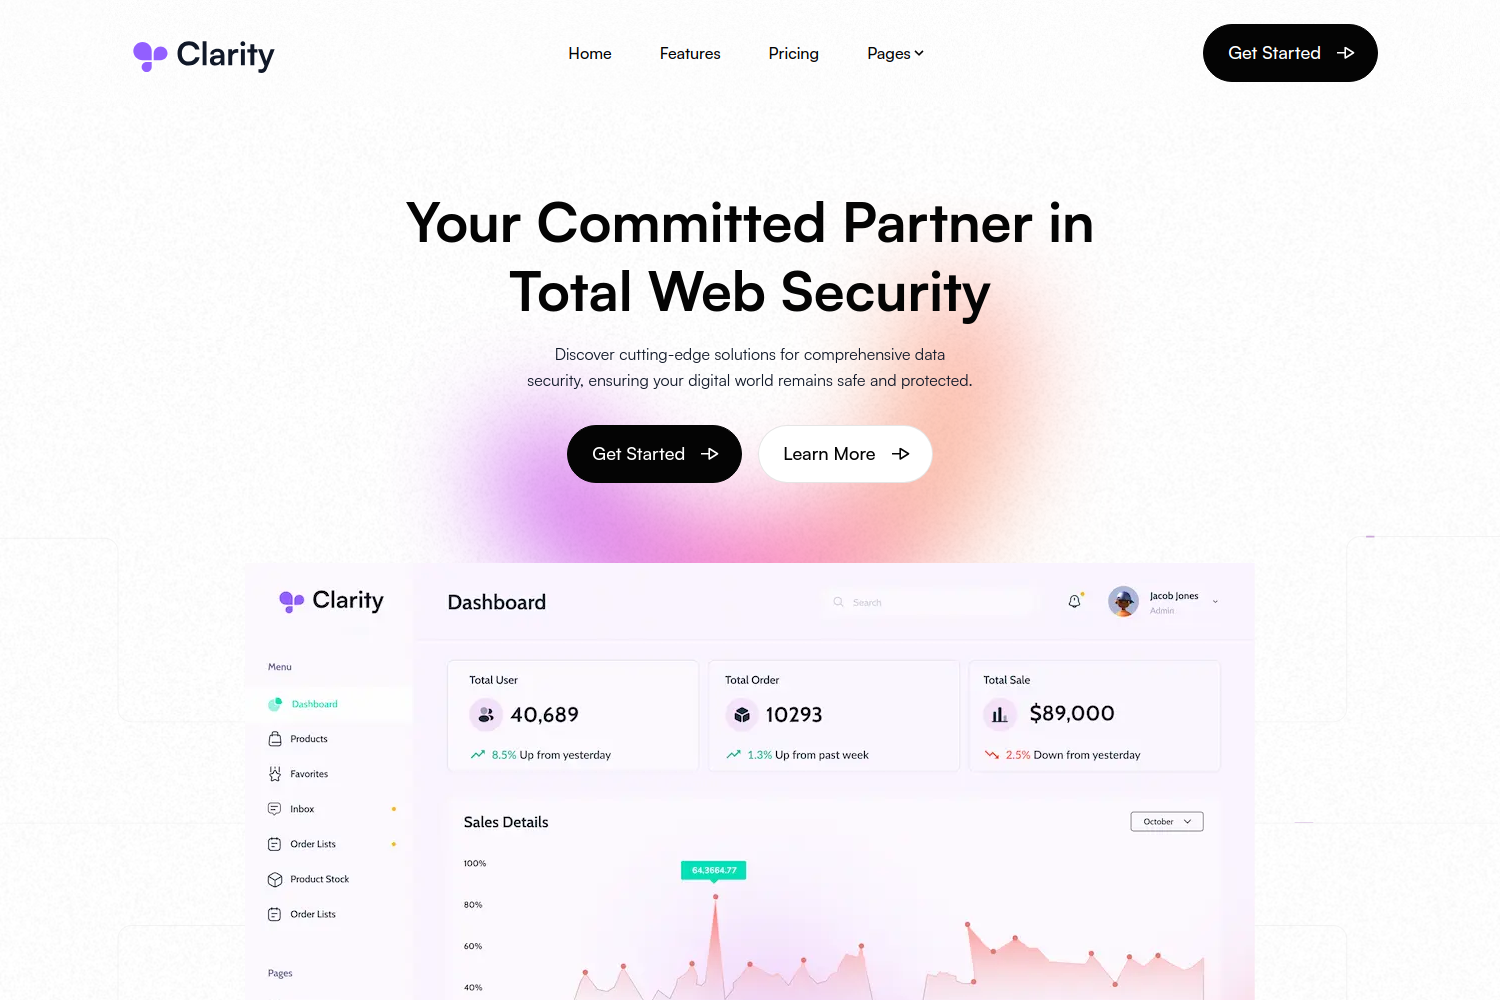 Clarity
Home
Features
Pricing
Pages
Get Started
Your Committed Partner in
Total Web Security
Discover cutting-edge solutions for comprehensive data
security, ensuring your digital world remains safe and protected.
Get Started
Learn More
Clarity
Dashboard
Search
Jacob Jones
Admin
Menu
Dashboard
Products
Favorites
Inbox
Order Lists
Product Stock
Order Lists
Pages
Total User
40,689
8.5% Up from yesterday
Total Order
10293
1.3% Up from past week
Total Sale
$89,000
2.5% Down from yesterday
Sales Details
October
100%
64,3664.77
80%
60%
40%